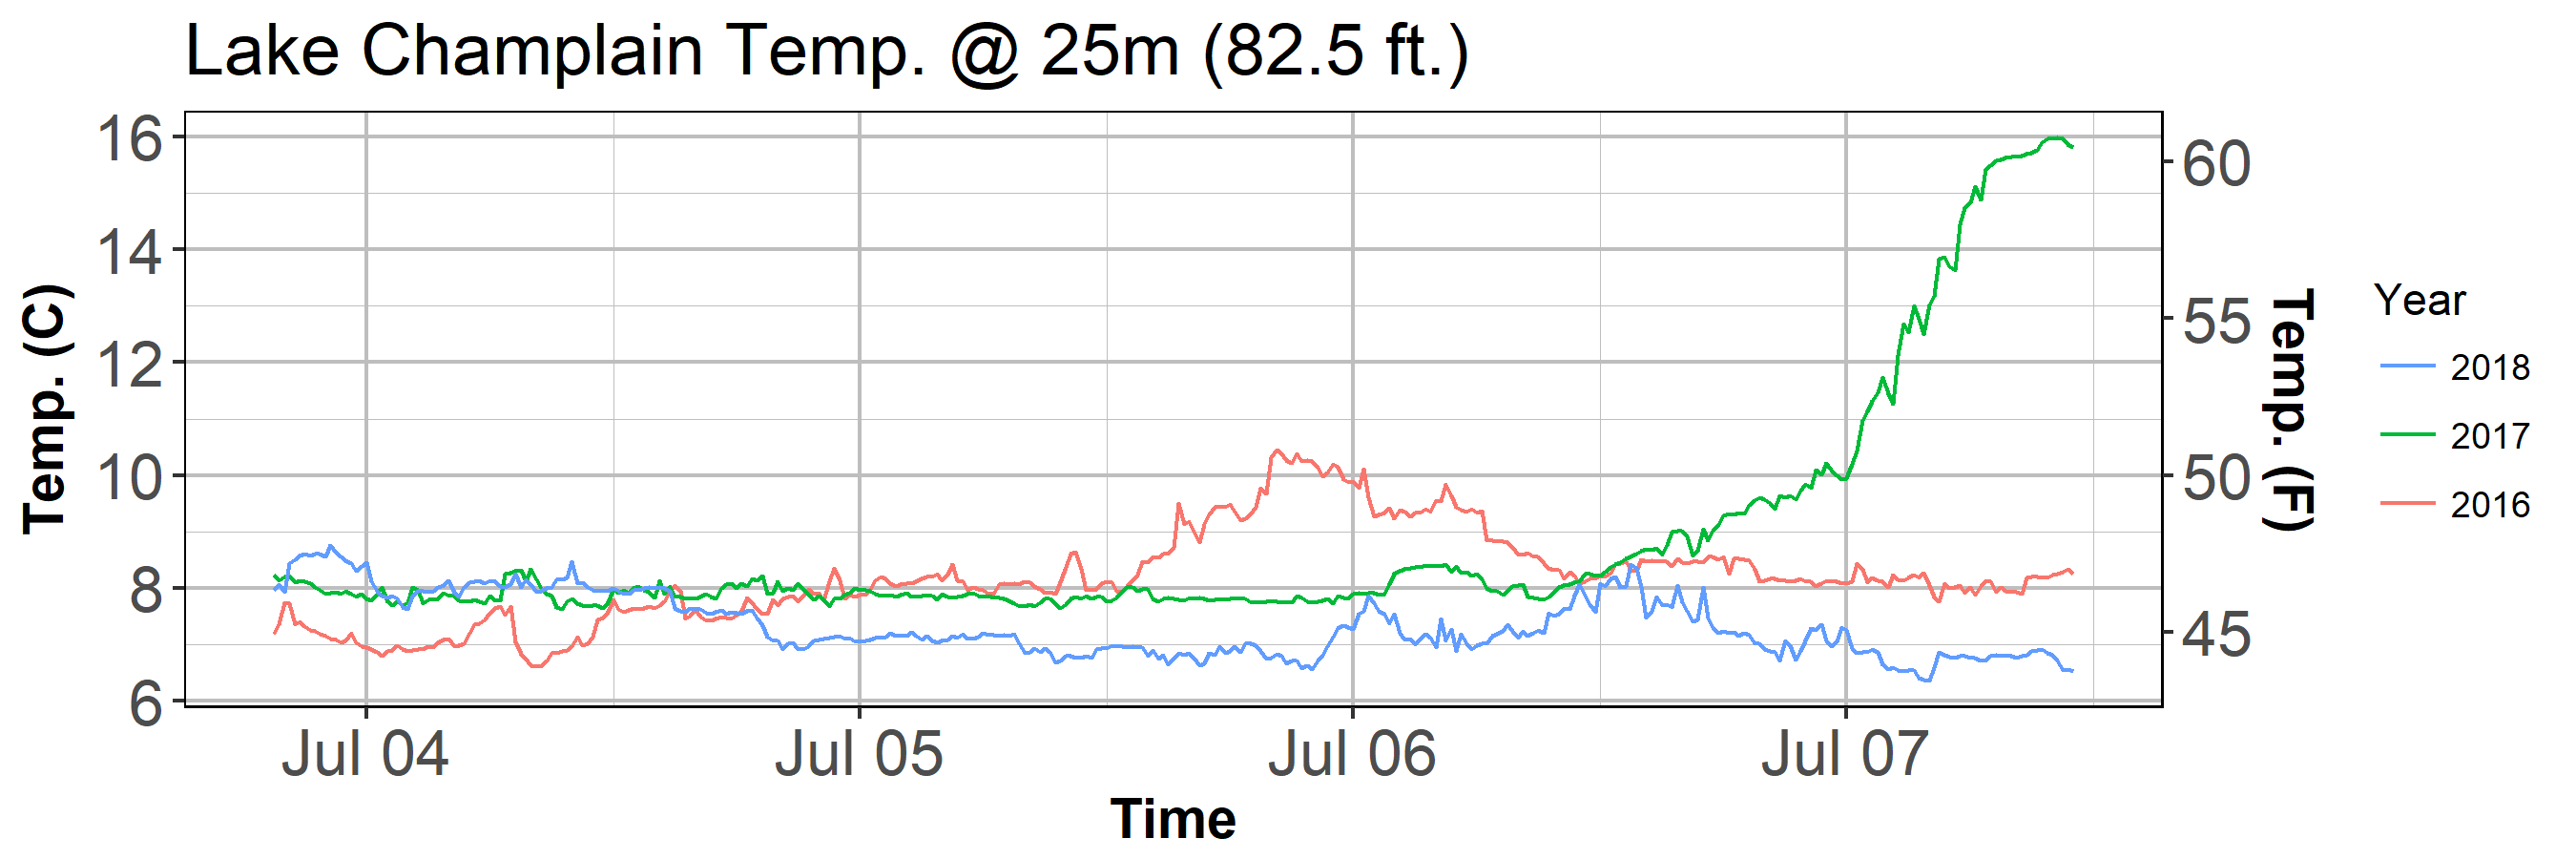 Lake Champlain Temp. @ 25m (82.5 ft.)
Temp. (C)
16
14
12
10
8
6
60
55
50
45
Temp. (F)
Jul 04
Jul 05
Jul 06
Jul 07
Time
Year
2018
2017
2016